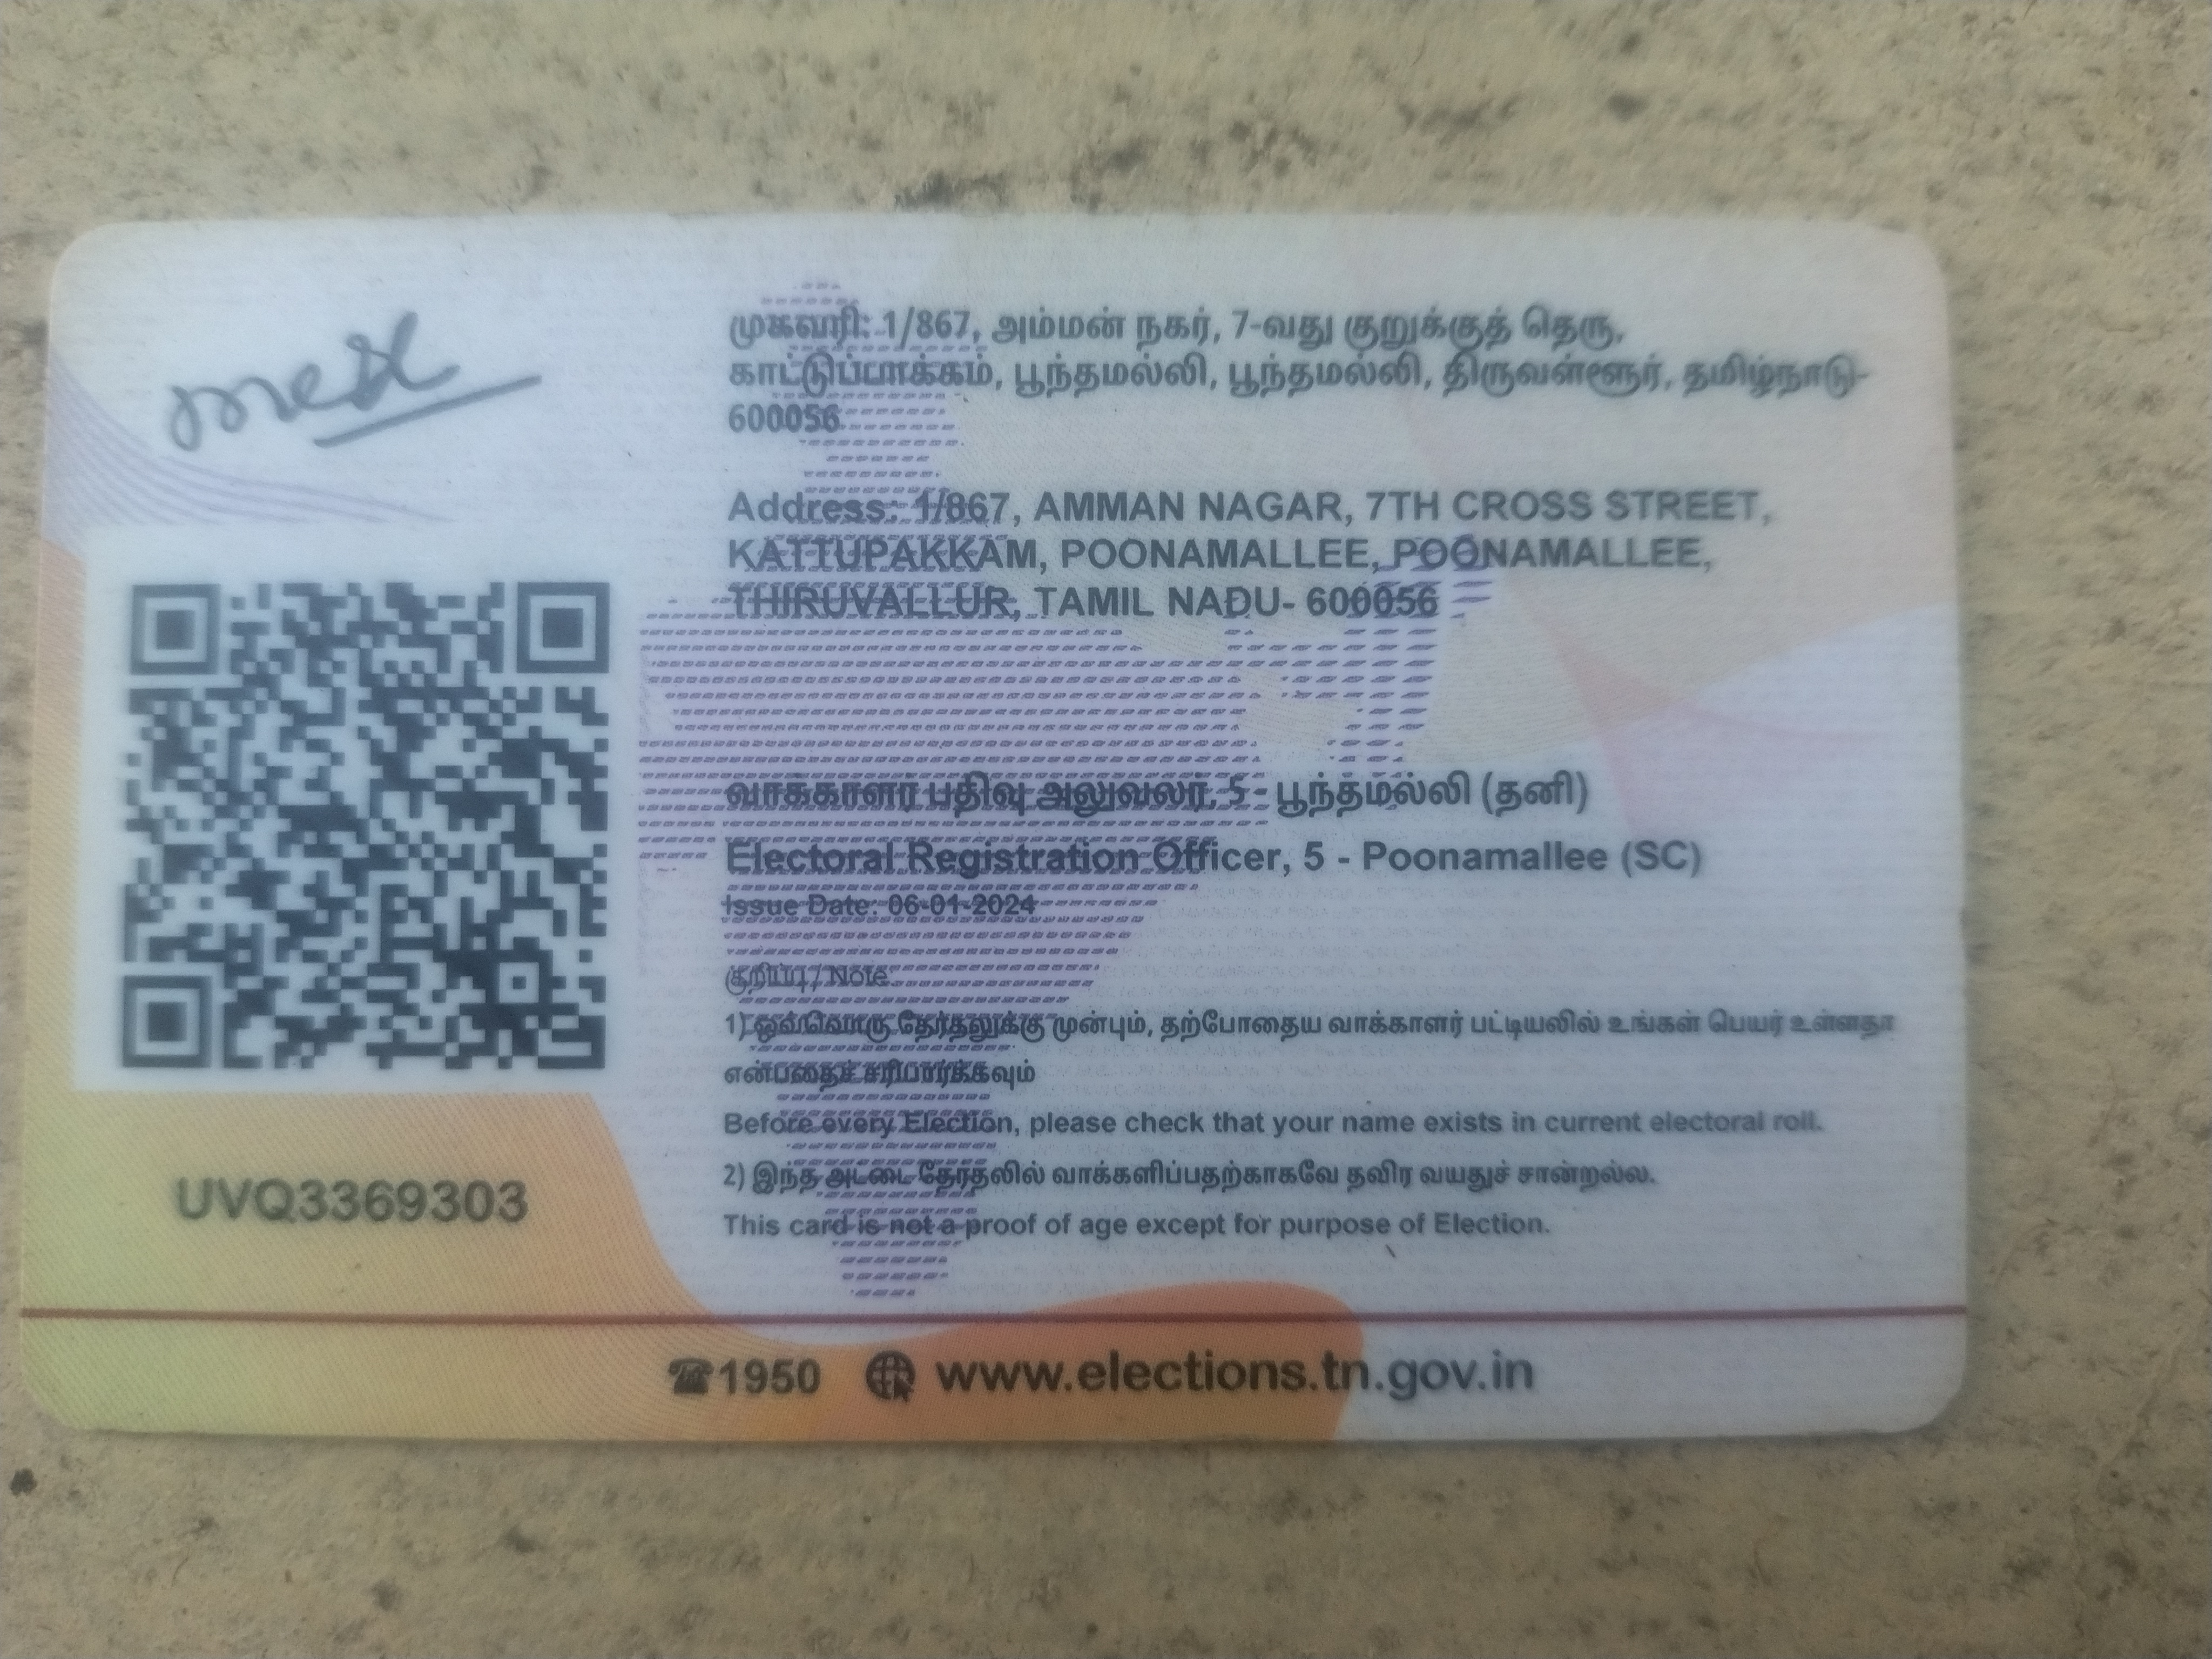 முகவரி: 1/867, அம்மன் நகர், 7-வது குறுக்குத் தெரு,
காட்டுப்பாக்கம், பூந்தமல்லி, பூந்தமல்லி, திருவள்ளூர், தமிழ்நாடு-
600056
Address: 1/867, AMMAN NAGAR, 7TH CROSS STREET,
KATTUPAKKAM, POONAMALLEE, POONAMALLEE,
THIRUVALLUR, TAMIL NADU- 600056
வாக்காளர் பதிவு அலுவலர், 5 - பூந்தமல்லி (தனி)
Electoral Registration Officer, 5 - Poonamallee (SC)
Issue Date: 06-01-2024
குறிப்பு / Note:
1) ஒவ்வொரு தேர்தலுக்கு முன்பும், தற்போதைய வாக்காளர் பட்டியலில் உங்கள் பெயர் உள்ளதா
என்பதைச் சரிபார்க்கவும்
Before every Election, please check that your name exists in current electoral roll.
2) இந்த அட்டை தேர்தலில் வாக்களிப்பதற்காகவே தவிர வயதுச் சான்றல்ல.
This card is not a proof of age except for purpose of Election.
UVQ3369303
☎1950 www.elections.tn.gov.in